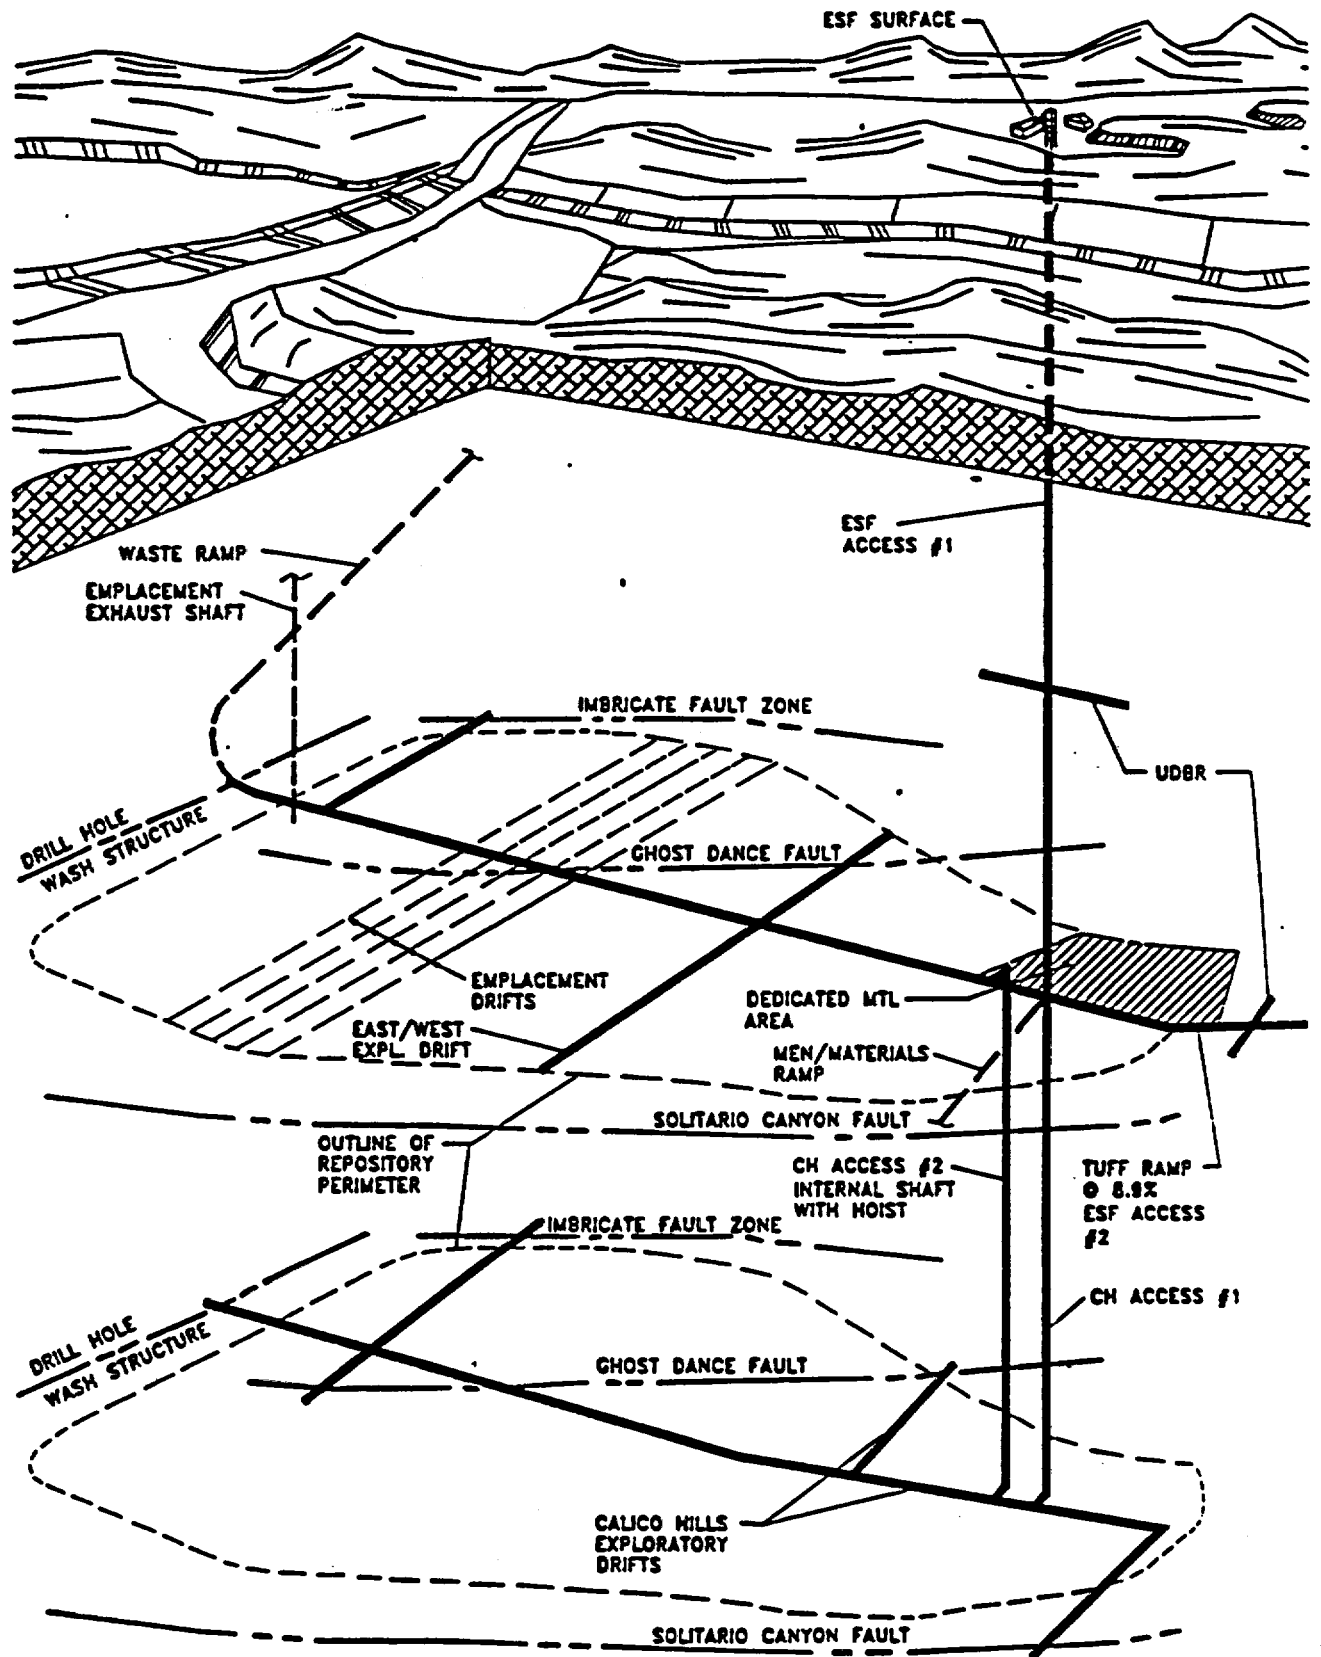 ESF SURFACE
ESF
ACCESS #1
WASTE RAMP
EMPLACEMENT
EXHAUST SHAFT
IMBRICATE FAULT ZONE
UDBR
DRILL HOLE
WASH STRUCTURE
GHOST DANCE FAULT
EMPLACEMENT
DRIFTS
DEDICATED MTL
AREA
EAST/WEST
EXPL. DRIFT
MEN/MATERIALS
RAMP
SOLITARIO CANYON FAULT
OUTLINE OF
REPOSITORY
PERIMETER
CH ACCESS #2
INTERNAL SHAFT
WITH HOIST
TUFF RAMP
ESF ACCESS
#2
IMBRICATE FAULT ZONE
CH ACCESS #1
DRILL HOLE
WASH STRUCTURE
GHOST DANCE FAULT
CALICO HILLS
EXPLORATORY
DRIFTS
SOLITARIO CANYON FAULT